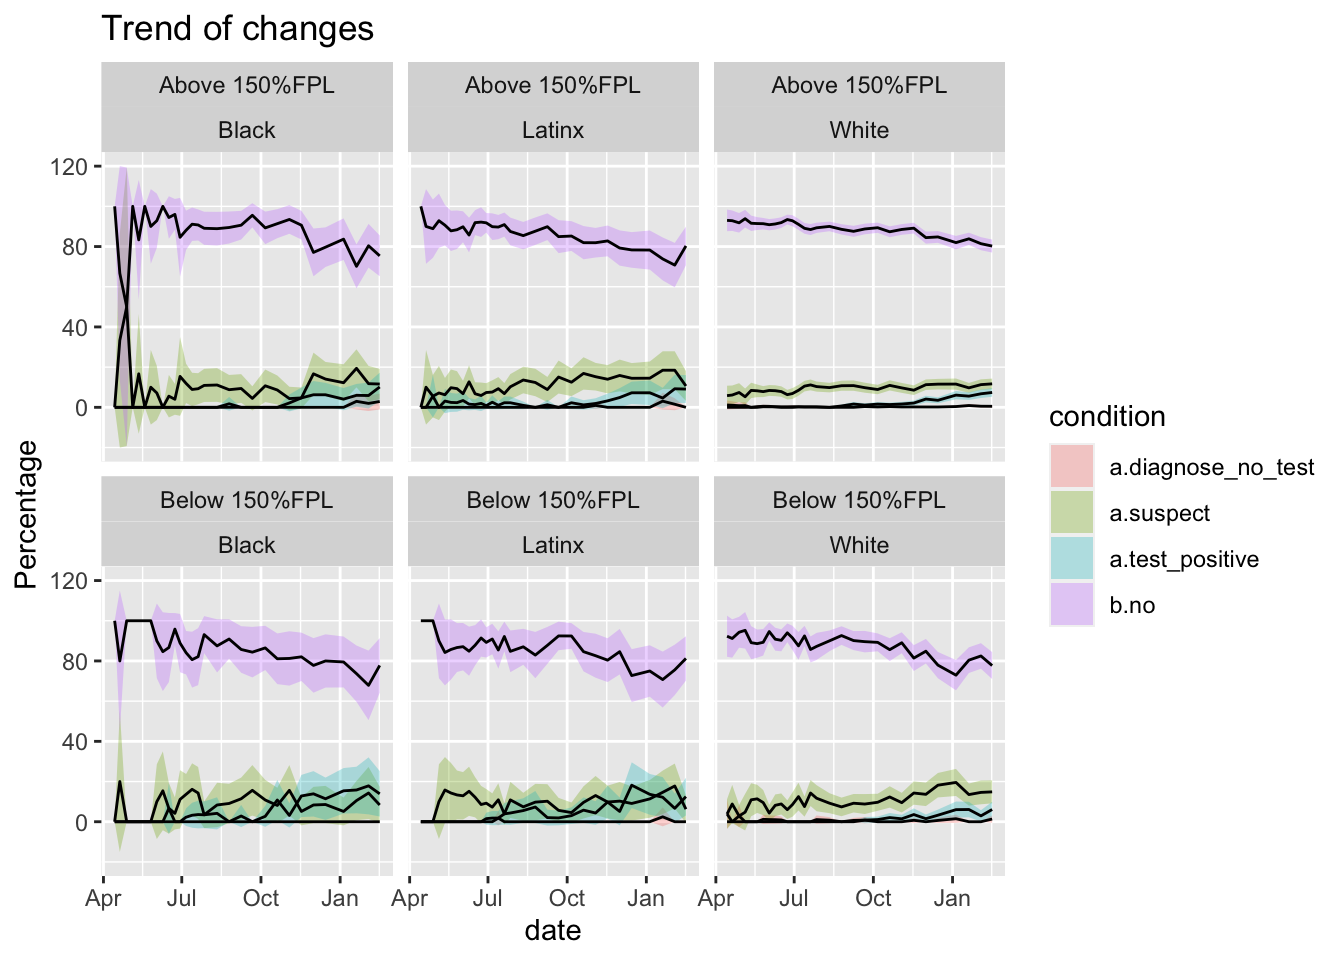 Trend of changes
Above 150%FPL Above 150%FPL Above 150%FPL
Black Latinx White
120
80
40
0
Below 150%FPL Below 150%FPL Below 150%FPL
Black Latinx White
120
80
40
0
Percentage
Apr Jul Oct Jan Apr Jul Oct Jan Apr Jul Oct Jan
date
condition
a.diagnose_no_test
a.suspect
a.test_positive
b.no